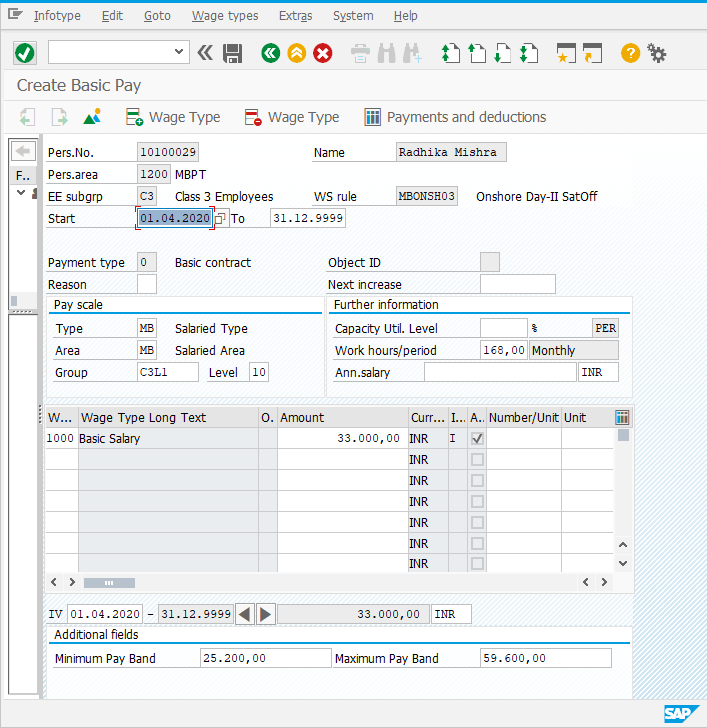 Infotype Edit Goto Wage types Extras System Help
Create Basic Pay
Wage Type Wage Type Payments and deductions
F..
Pers.No. 10100029 Name Radhika Mishra
Pers.area 1200 MBPT
EE subgrp C3 Class 3 Employees WS rule MBONSH03 Onshore Day-II SatOff
Start 01.04.2020 To 31.12.9999
Payment type 0 Basic contract Object ID
Reason Next increase
Pay scale Further information
Type MB Salaried Type Capacity Util. Level % PER
Area MB Salaried Area Work hours/period 168,00 Monthly
Group C3L1 Level 10 Ann.salary INR
W... Wage Type Long Text O. Amount Curr... I... A.. Number/Unit Unit
1000 Basic Salary 33.000,00 INR I
INR
INR
INR
INR
INR
INR
IV 01.04.2020 - 31.12.9999 33.000,00 INR
Additional fields
Minimum Pay Band 25.200,00 Maximum Pay Band 59.600,00
SAP